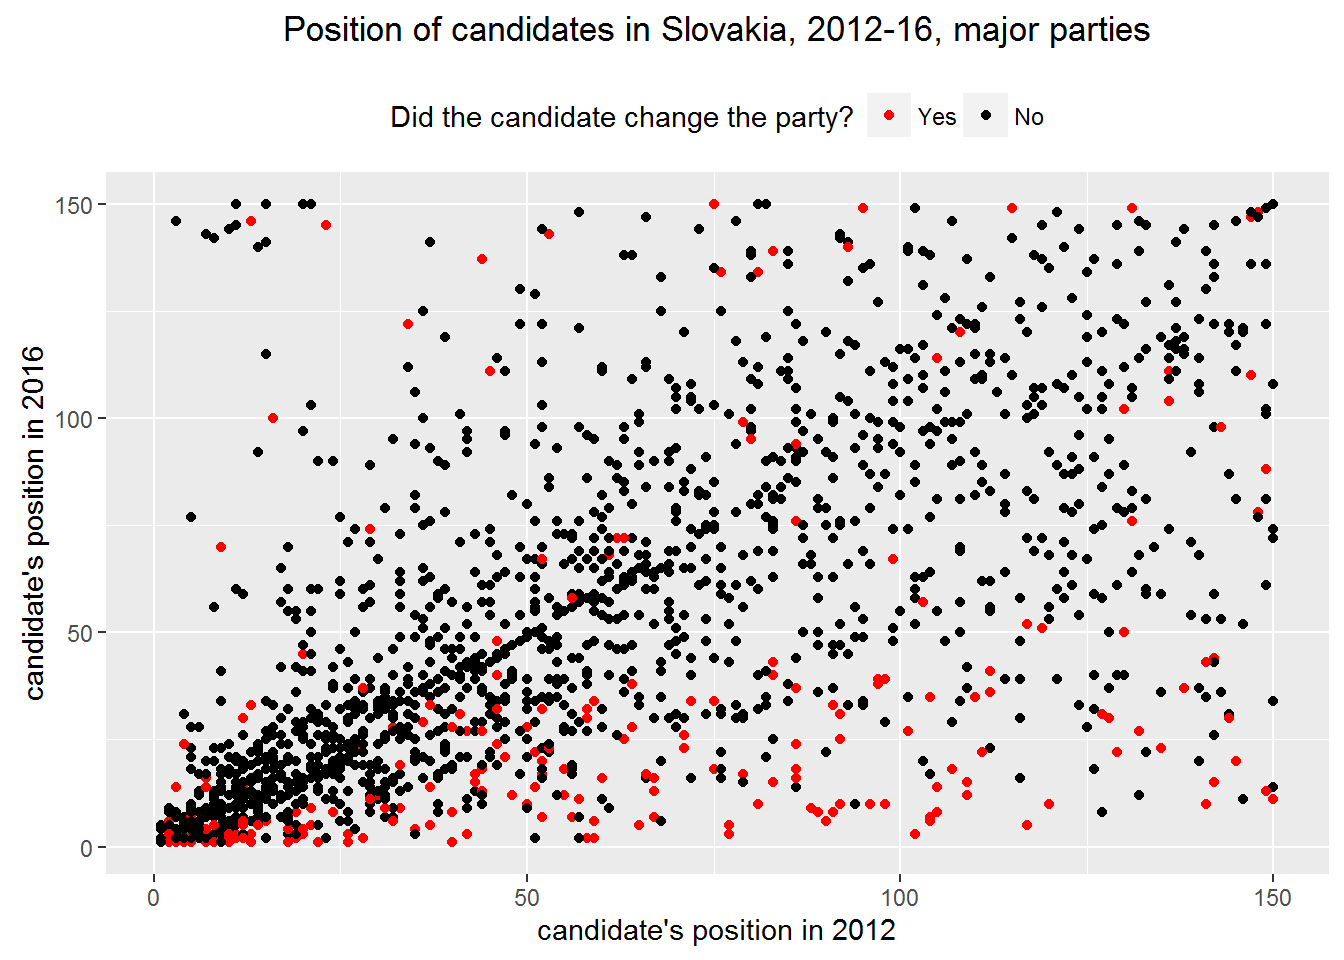 Position of candidates in Slovakia, 2012-16, major parties
Did the candidate change the party? Yes No
candidate's position in 2016
150
100
50
0
0 50 100 150
candidate's position in 2012